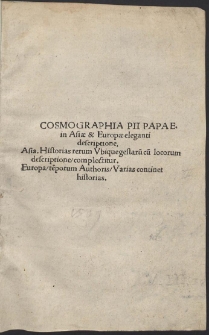 COSMOGRAPHIA PII PAPAE
in Asiæ & Europæ eleganti
descriptione,
Asia. Historias rerum Vbiquegestarū cū locorum
descriptione/complectitur.
Europa/tēporum Authoris/Varias continet
historias.